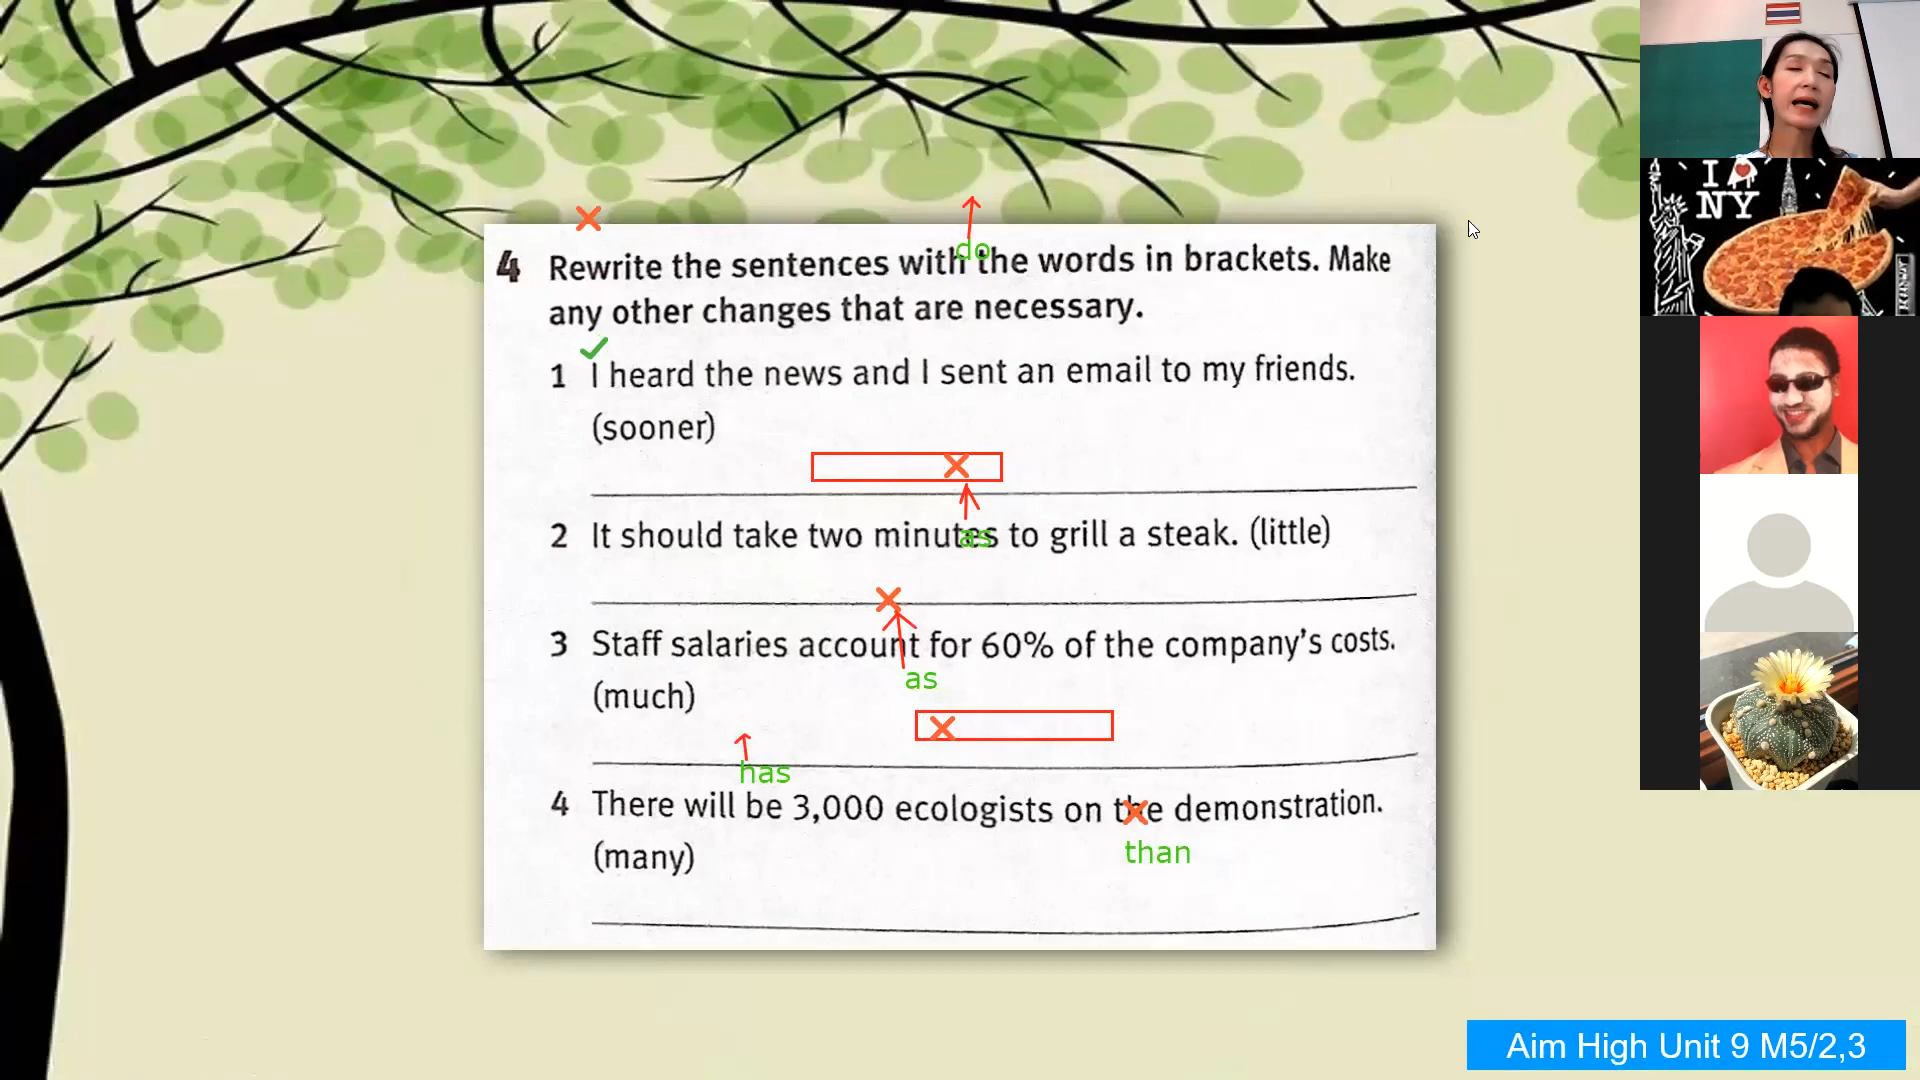 4 Rewrite the sentences with the words in brackets. Make
any other changes that are necessary.
do
1 I heard the news and I sent an email to my friends.
(sooner)
2 It should take two minutes to grill a steak. (little)
as
3 Staff salaries account for 60% of the company's costs.
(much)
as
has
4 There will be 3,000 ecologists on the demonstration.
(many)
than
I
NY
Aim High Unit 9 M5/2,3